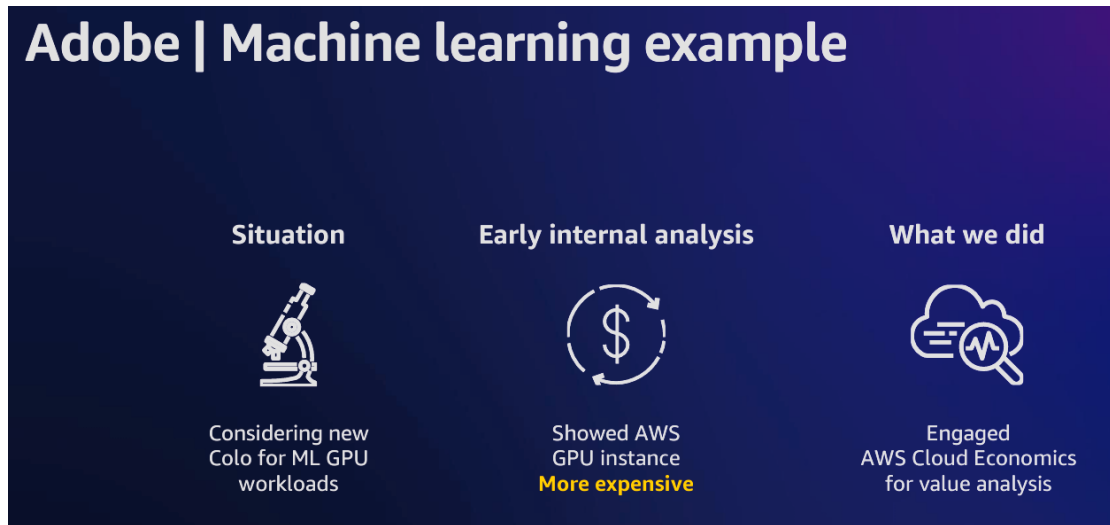 Adobe | Machine learning example
Situation
Considering new
Colo for ML GPU
workloads
Early internal analysis
$
Showed AWS
GPU instance
More expensive
What we did
Engaged
AWS Cloud Economics
for value analysis